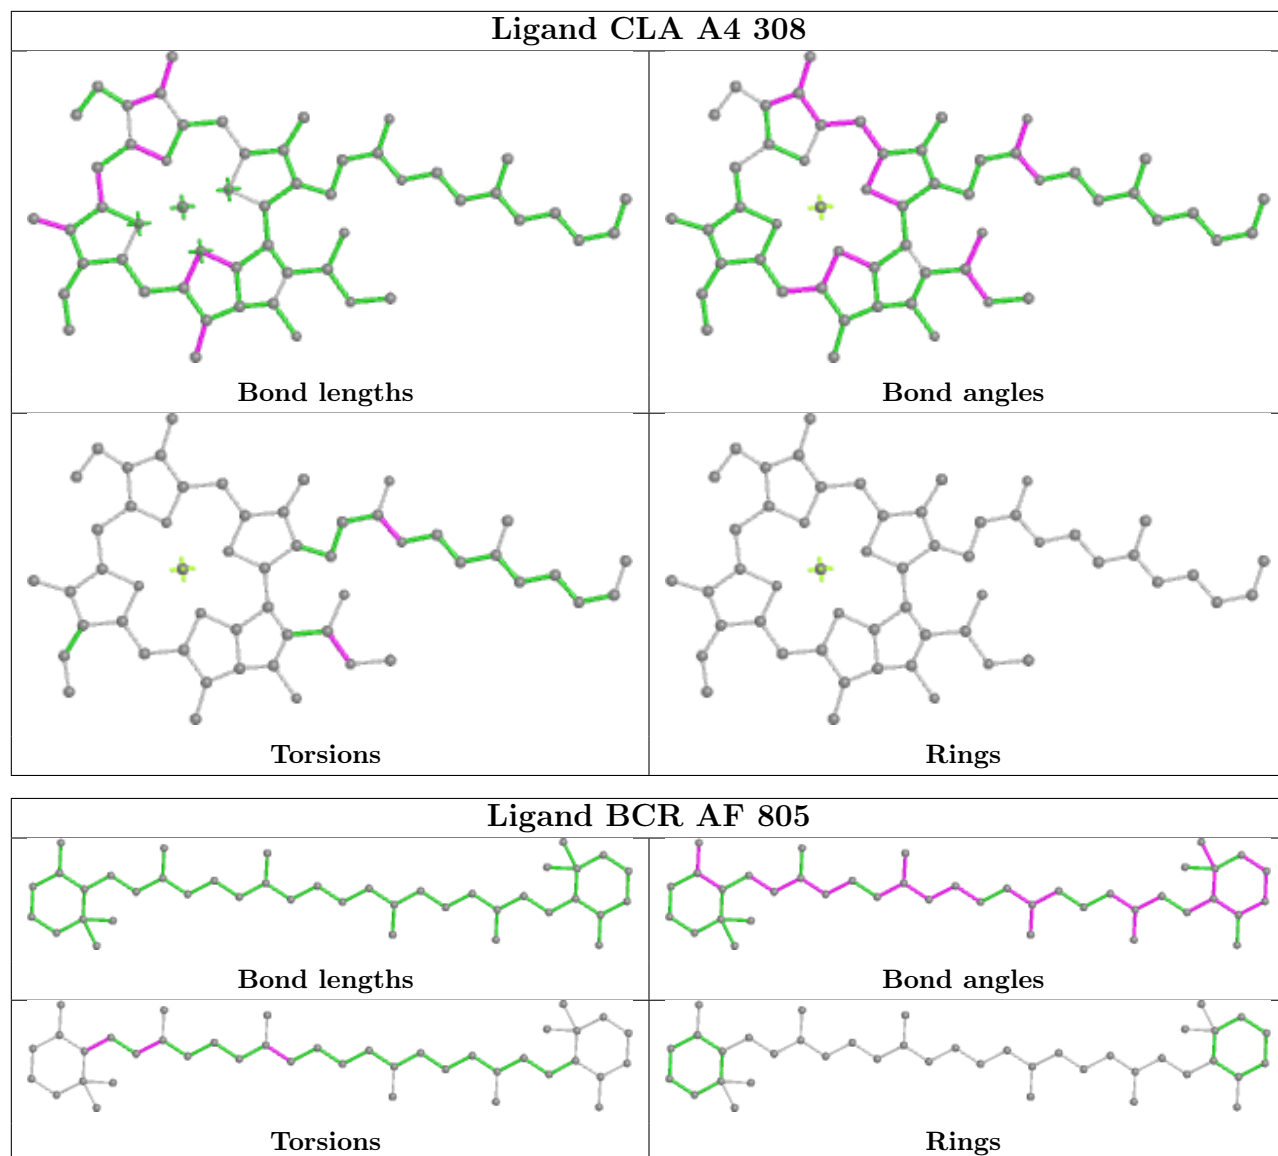 Ligand CLA A4 308
Bond lengths
Bond angles
Torsions
Rings
Ligand BCR AF 805
Bond lengths
Bond angles
Torsions
Rings